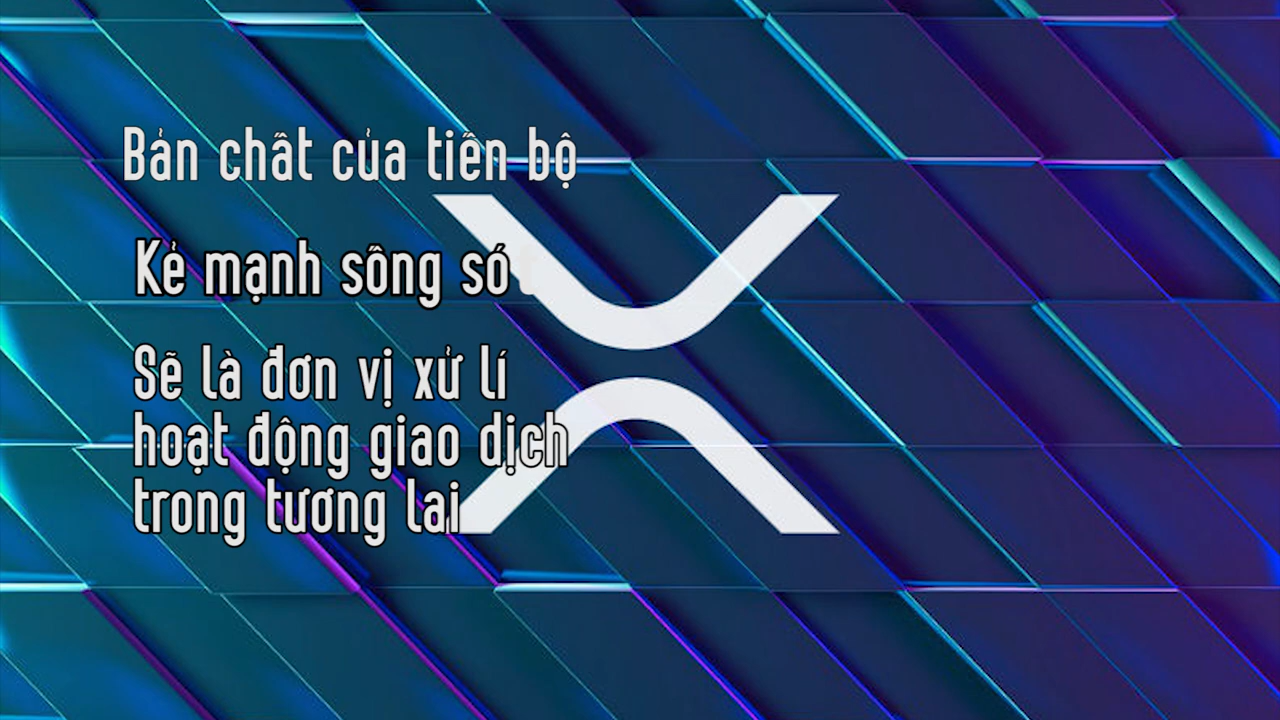 Bản chất của tiến bộ
Kẻ mạnh sống sót
Sẽ là đơn vị xử lí
hoạt động giao dịch
trong tương lai